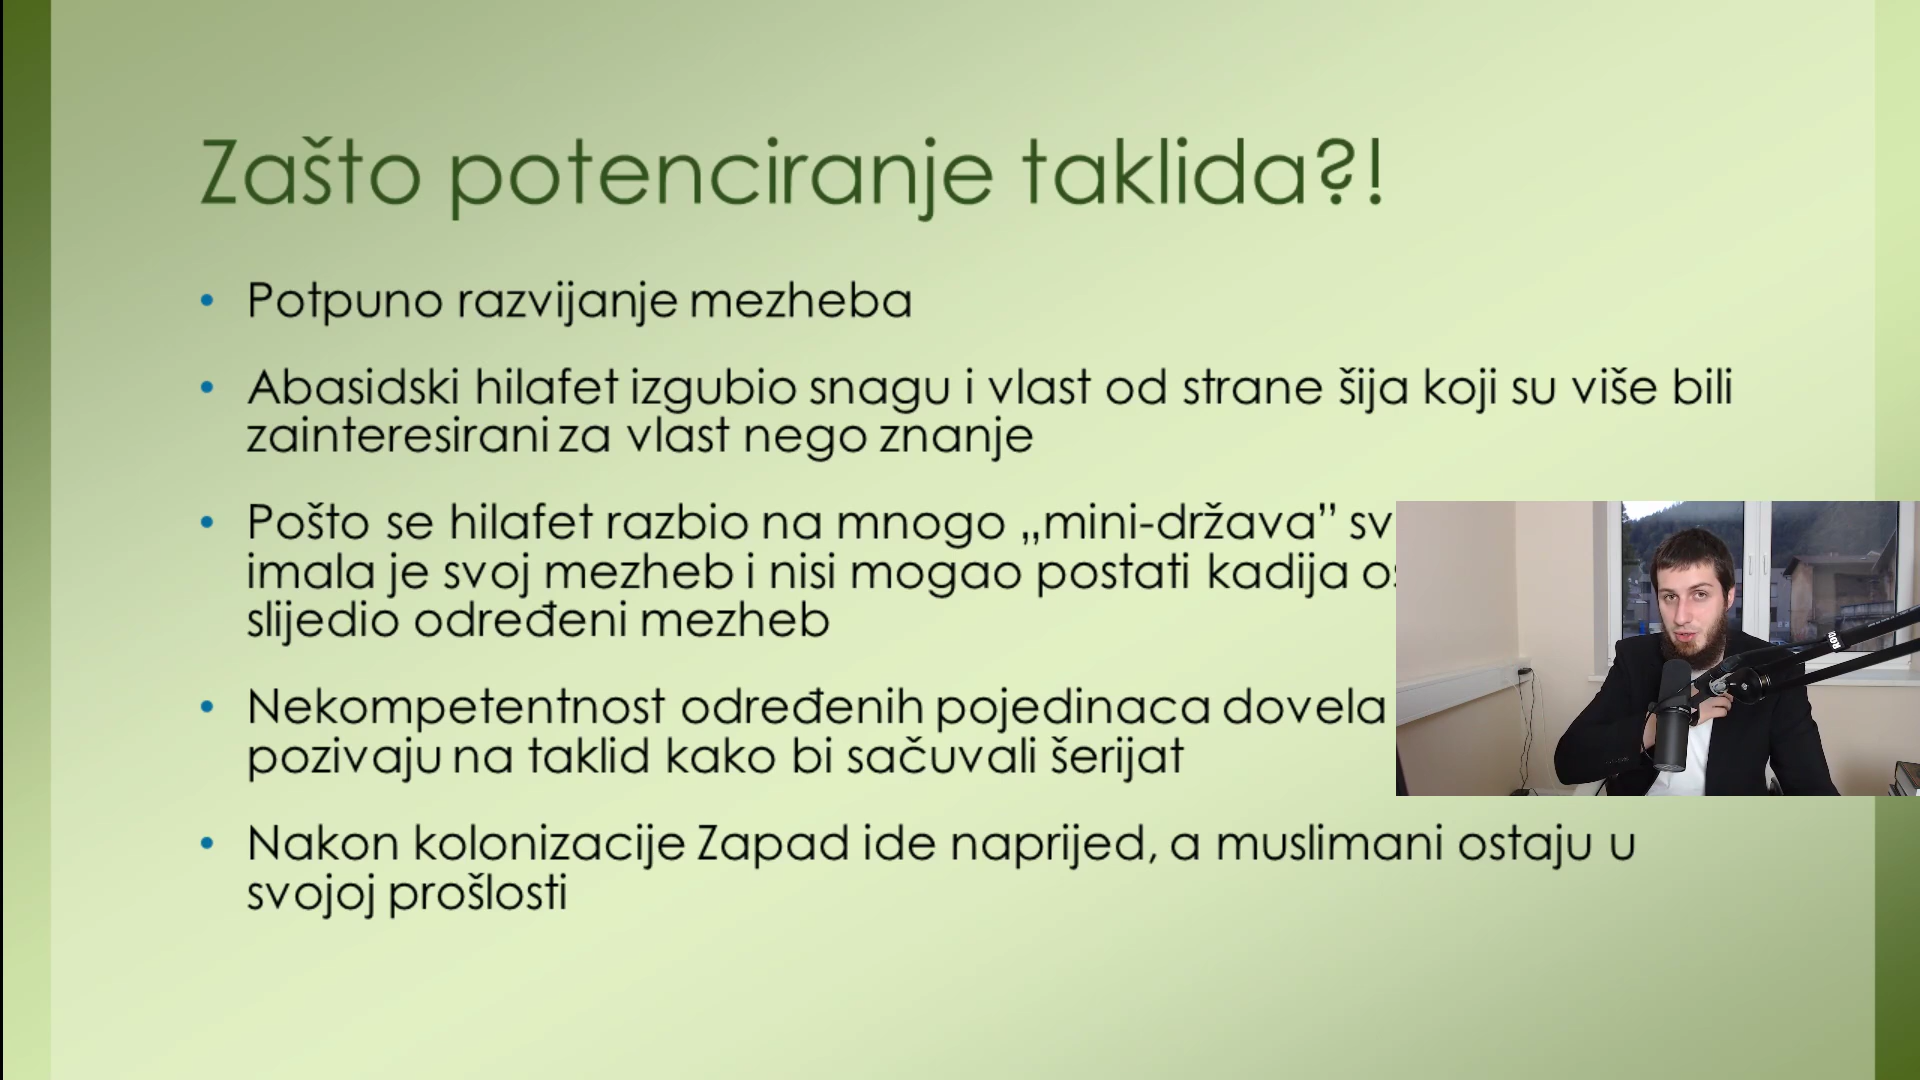 Zašto potenciranje taklida?!
• Potpuno razvijanje mezheba
• Abasidski hilafet izgubio snagu i vlast od strane šija koji su više bili
zainteresirani za vlast nego znanje
• Pošto se hilafet razbio na mnogo „mini-država”
imala je svoj mezheb i nisi mogao postati kadija
slijedio određeni mezheb
• Nekompetentnost određenih pojedinaca dovela
pozivaju na taklid kako bi sačuvali šerijat
• Nakon kolonizacije Zapad ide naprijed, a muslimani ostaju u
svojoj prošlosti